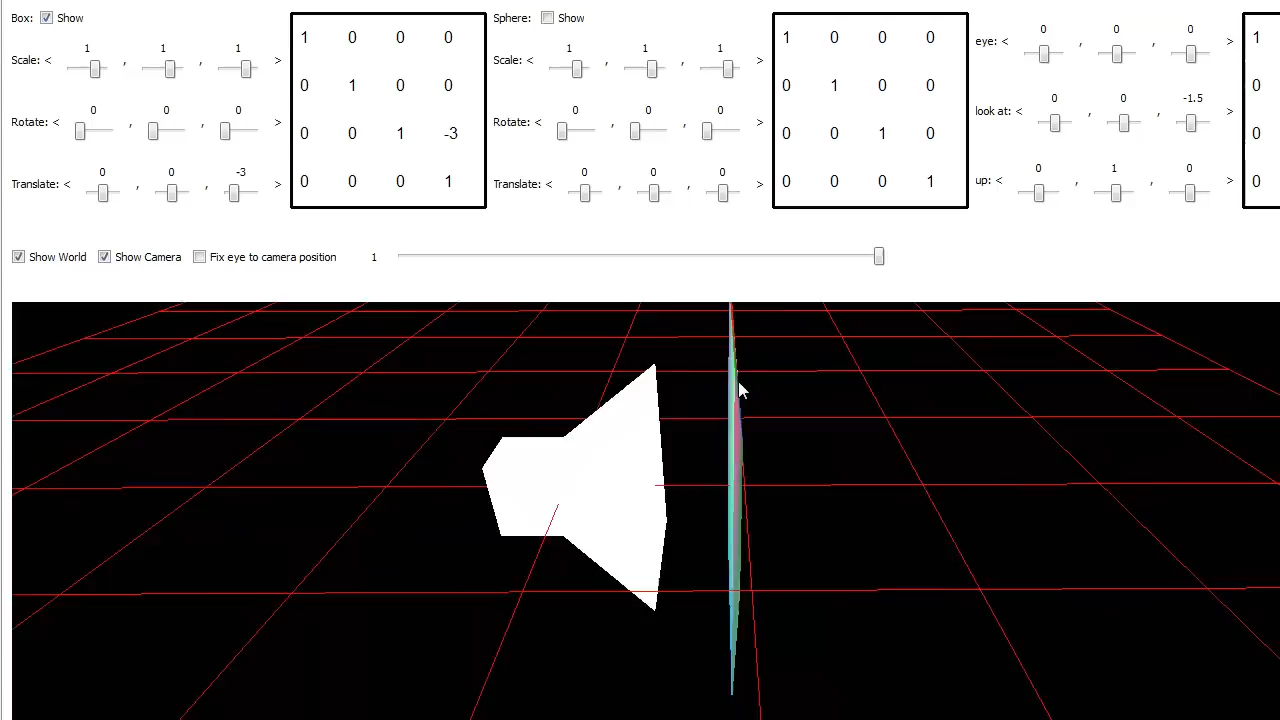 Box: Show
Scale: < 1 , 1 , 1 >
Rotate: < 0 , 0 , 0 >
Translate: < 0 , 0 , -3 >
1 0 0 0
0 1 0 0
0 0 1 -3
0 0 0 1
Sphere: Show
Scale: < 1 , 1 , 1 >
Rotate: < 0 , 0 , 0 >
Translate: < 0 , 0 , 0 >
1 0 0 0
0 1 0 0
0 0 1 0
0 0 0 1
eye: < 0 , 0 , 0 >
look at: < 0 , 0 , -1.5 >
up: < 0 , 1 , 0 >
1
0
0
0
Show World Show Camera Fix eye to camera position 1